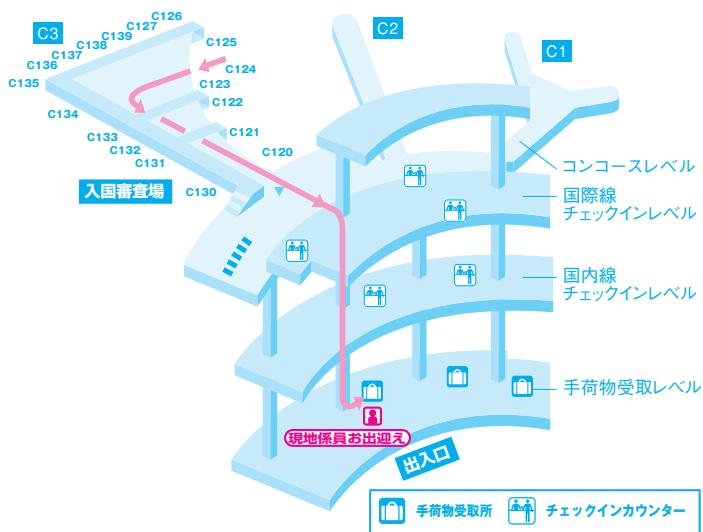 C3
C126
C127
C139
C138
C137
C136
C135
C134
C133
C132
C131
C130
C125
C124
C123
C122
C121
C120
C2
C1
入国審査場
コンコースレベル
国際線
チェックインレベル
国内線
チェックインレベル
手荷物受取レベル
現地係員お出迎え
出入口
手荷物受取所
チェックインカウンター